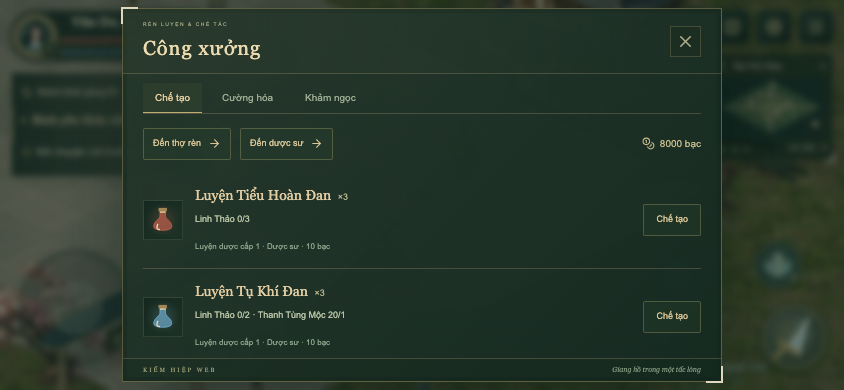 RÈN LUYỆN & CHẾ TÁC
Công xưởng
Chế tạo
Cường hóa
Khảm ngọc
Đến thợ rèn
Đến dược sư
8000 bạc
Luyện Tiểu Hoàn Đan ×3
Linh Thảo 0/3
Luyện dược cấp 1 · Dược sư · 10 bạc
Chế tạo
Luyện Tụ Khí Đan ×3
Linh Thảo 0/2 · Thanh Tùng Mộc 20/1
Luyện dược cấp 1 · Dược sư · 10 bạc
Chế tạo
KIẾM HIỆP WEB
Giang hồ trong một tấc lòng